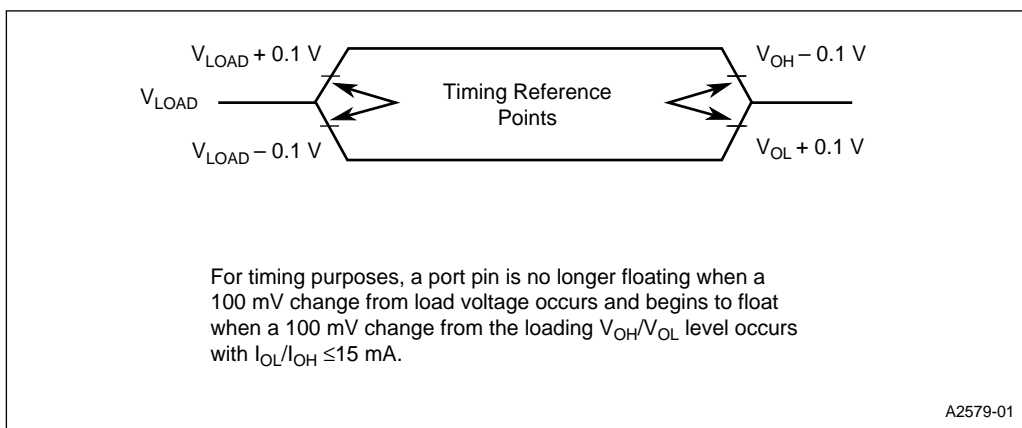 V_LOAD + 0.1 V
V_OH – 0.1 V
V_LOAD
Timing Reference
Points
V_LOAD – 0.1 V
V_OL + 0.1 V
For timing purposes, a port pin is no longer floating when a
100 mV change from load voltage occurs and begins to float
when a 100 mV change from the loading V_OH/V_OL level occurs
with I_OL/I_OH ≤15 mA.
A2579-01